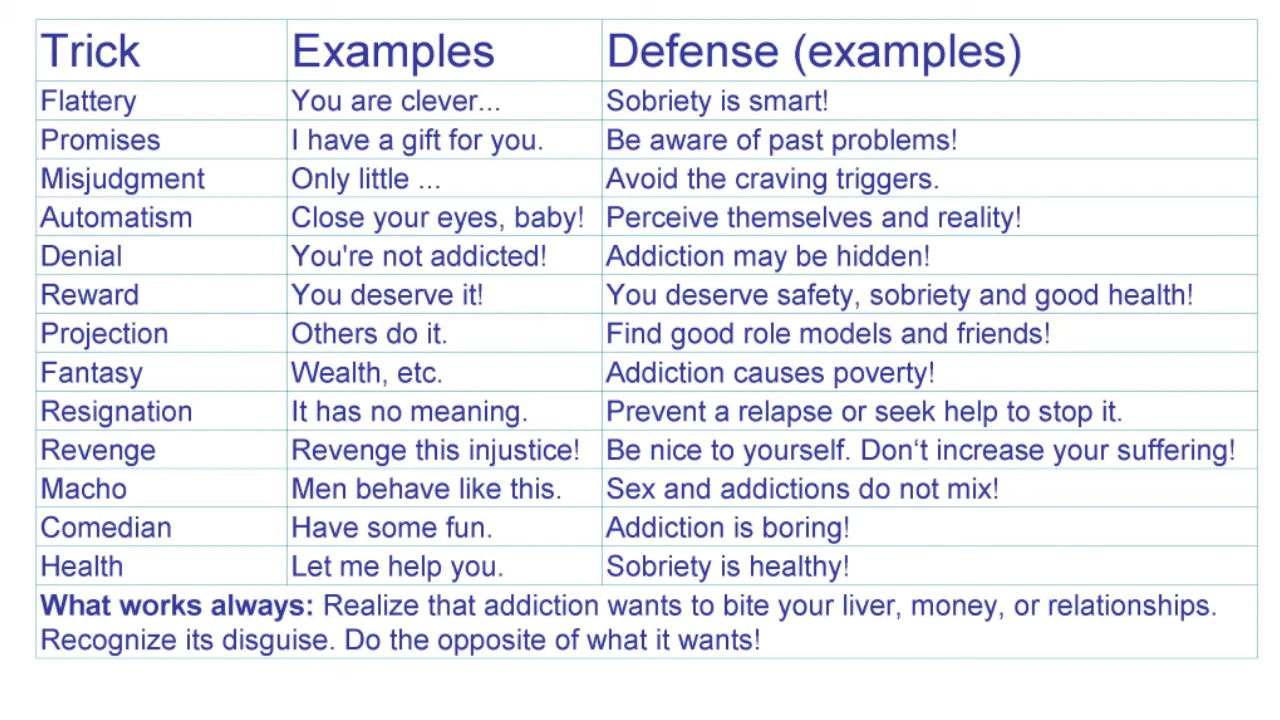 Trick Examples Defense (examples)
Flattery You are clever... Sobriety is smart!
Promises I have a gift for you. Be aware of past problems!
Misjudgment Only little ... Avoid the craving triggers.
Automatism Close your eyes, baby! Perceive themselves and reality!
Denial You're not addicted! Addiction may be hidden!
Reward You deserve it! You deserve safety, sobriety and good health!
Projection Others do it. Find good role models and friends!
Fantasy Wealth, etc. Addiction causes poverty!
Resignation It has no meaning. Prevent a relapse or seek help to stop it.
Revenge Revenge this injustice! Be nice to yourself. Don‘t increase your suffering!
Macho Men behave like this. Sex and addictions do not mix!
Comedian Have some fun. Addiction is boring!
Health Let me help you. Sobriety is healthy!
What works always: Realize that addiction wants to bite your liver, money, or relationships.
Recognize its disguise. Do the opposite of what it wants!